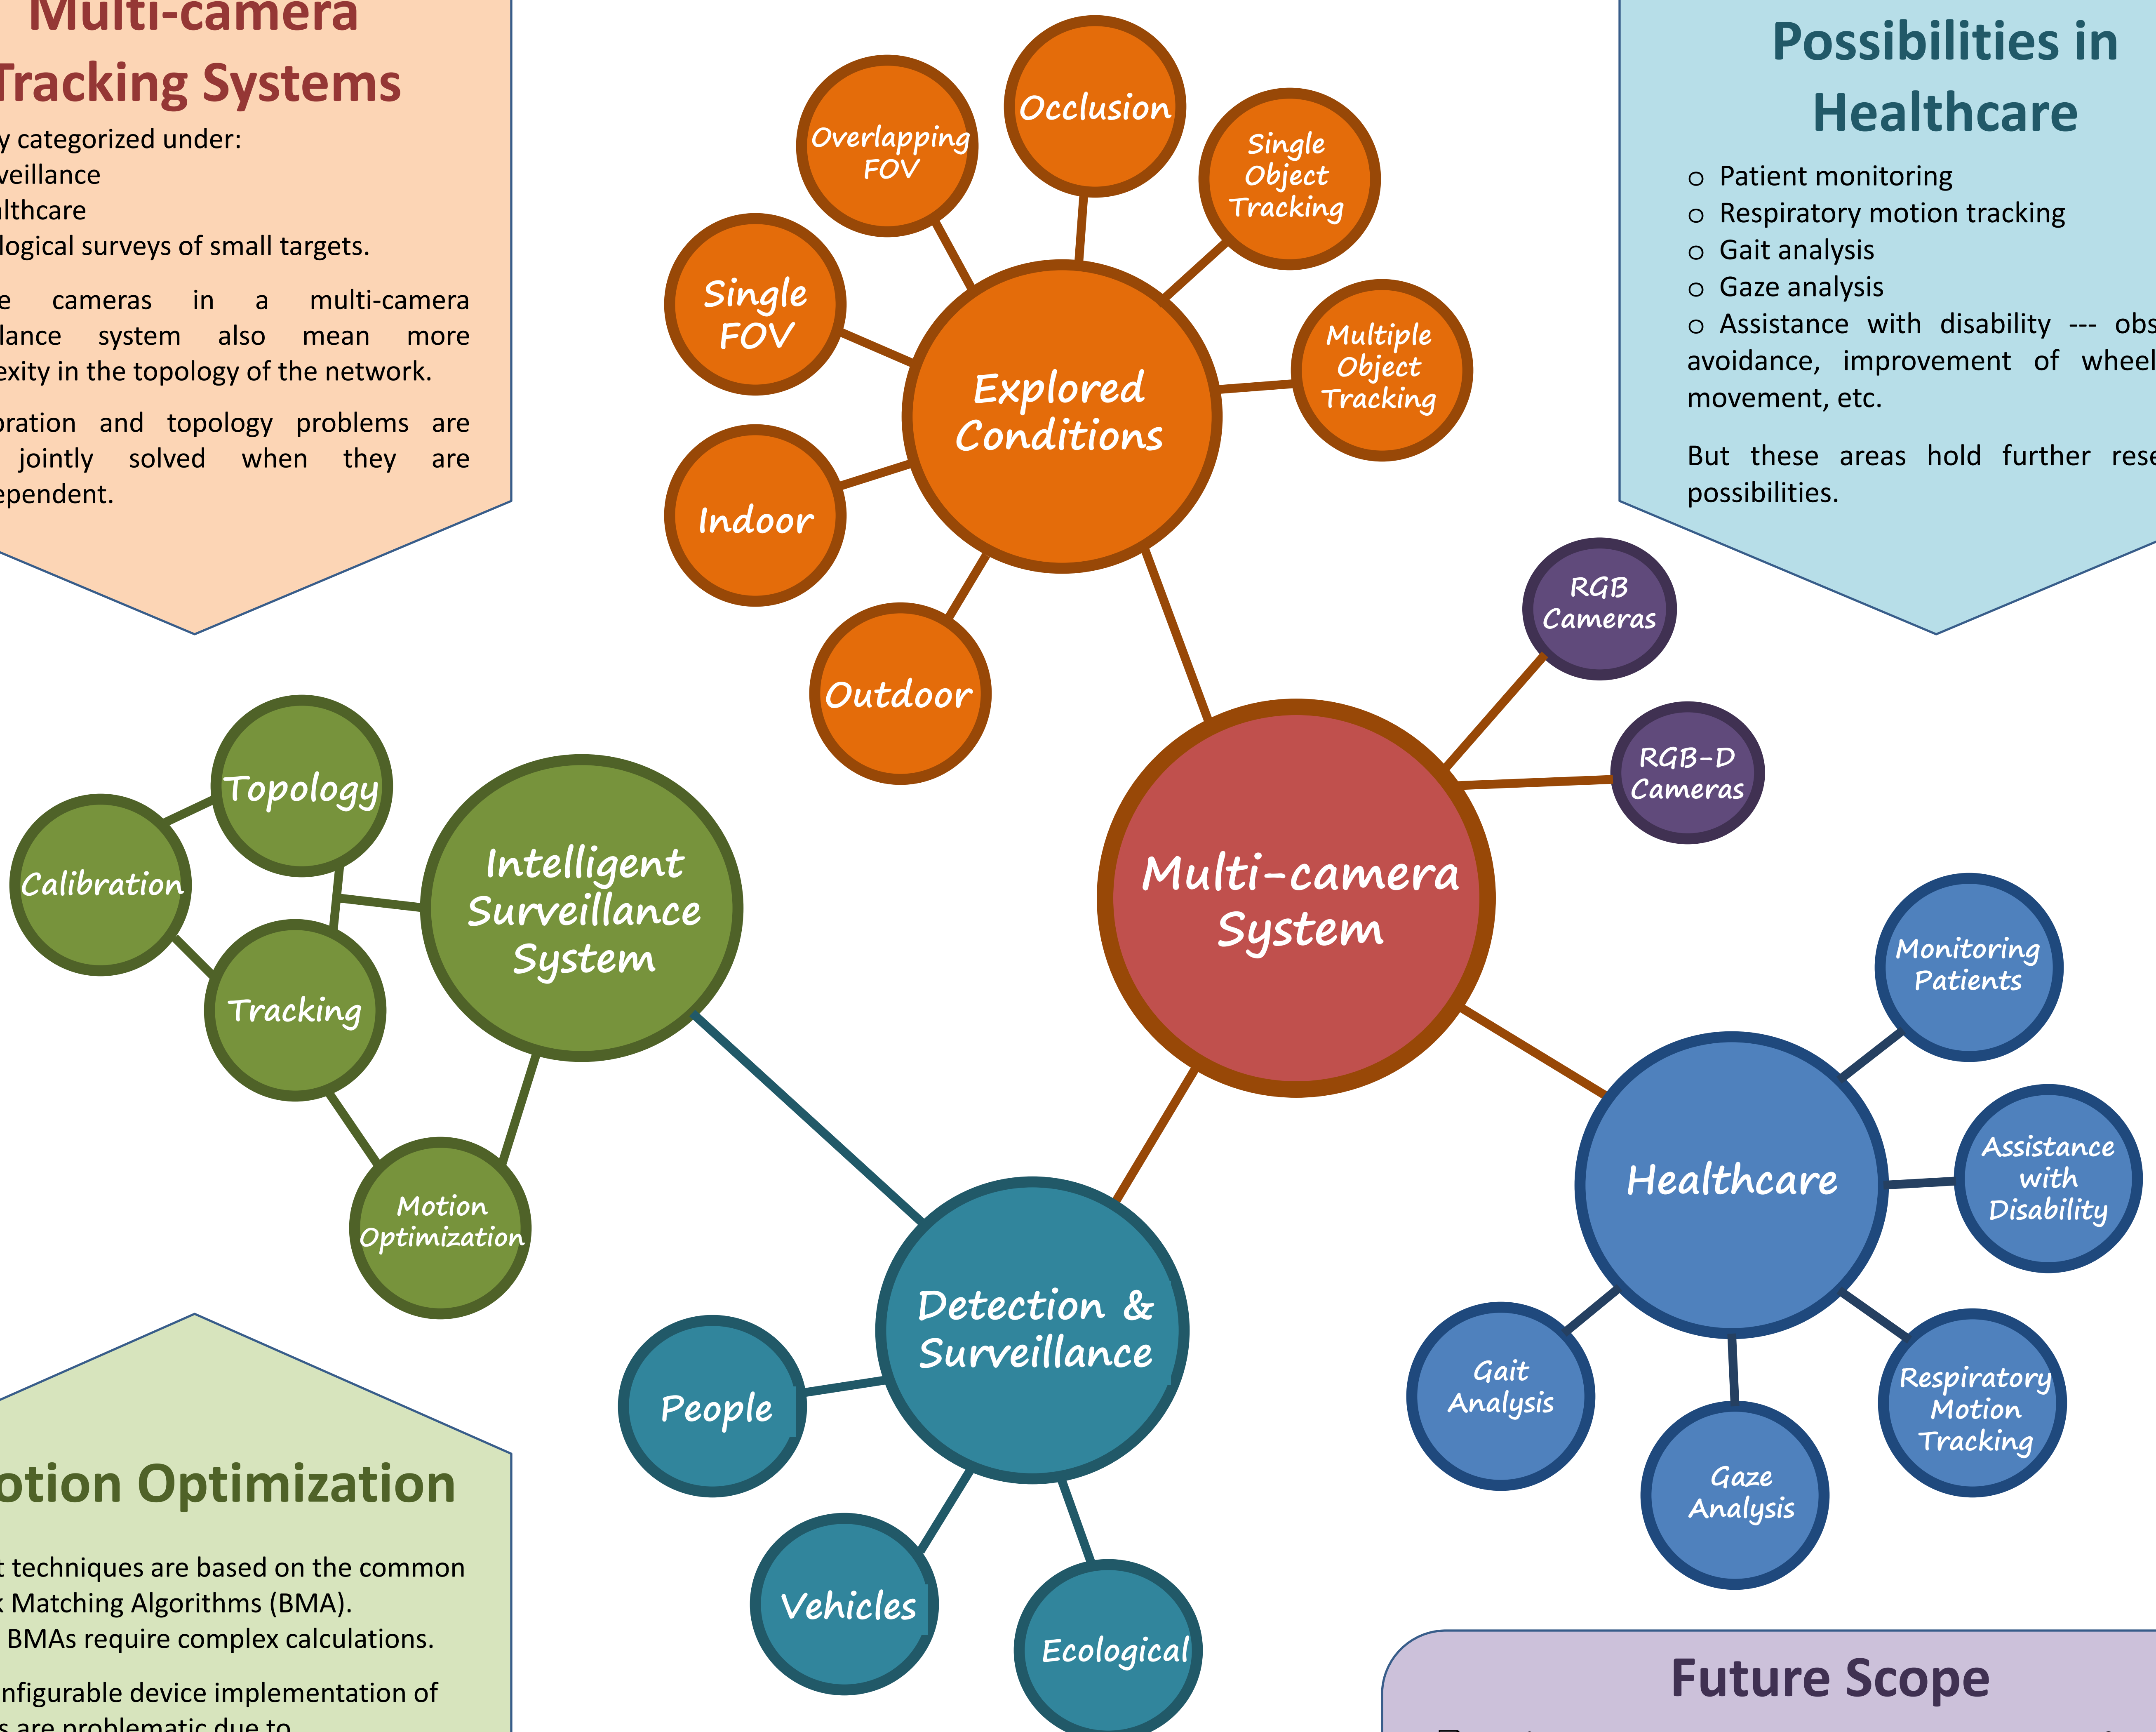 Multi-camera
Tracking Systems
categorized under:
logical surveys of small targets.
cameras in a multi-camera
system also mean more
in the topology of the network.
and topology problems are
jointly solved when they are
Possibilities in
Healthcare
o Patient monitoring
o Respiratory motion tracking
o Gait analysis
o Gaze analysis
o Assistance with disability --- obs
avoidance, improvement of wheel
movement, etc.
But these areas hold further rese
possibilities.
Occlusion
Overlapping
FOV
Single
Object
Tracking
Single
FOV
Multiple
Object
Tracking
Explored
Conditions
Indoor
Outdoor
RGB
Cameras
RGB-D
Cameras
Topology
Calibration
Tracking
Intelligent
Surveillance
System
Motion
Optimization
Multi-camera
System
Monitoring
Patients
Assistance
with
Disability
Healthcare
Gait
Analysis
Gaze
Analysis
Respiratory
Motion
Tracking
Detection &
Surveillance
People
Vehicles
Ecological
otion Optimization
techniques are based on the common
Matching Algorithms (BMA).
BMAs require complex calculations.
nfigurable device implementation of
are problematic due to
Future Scope